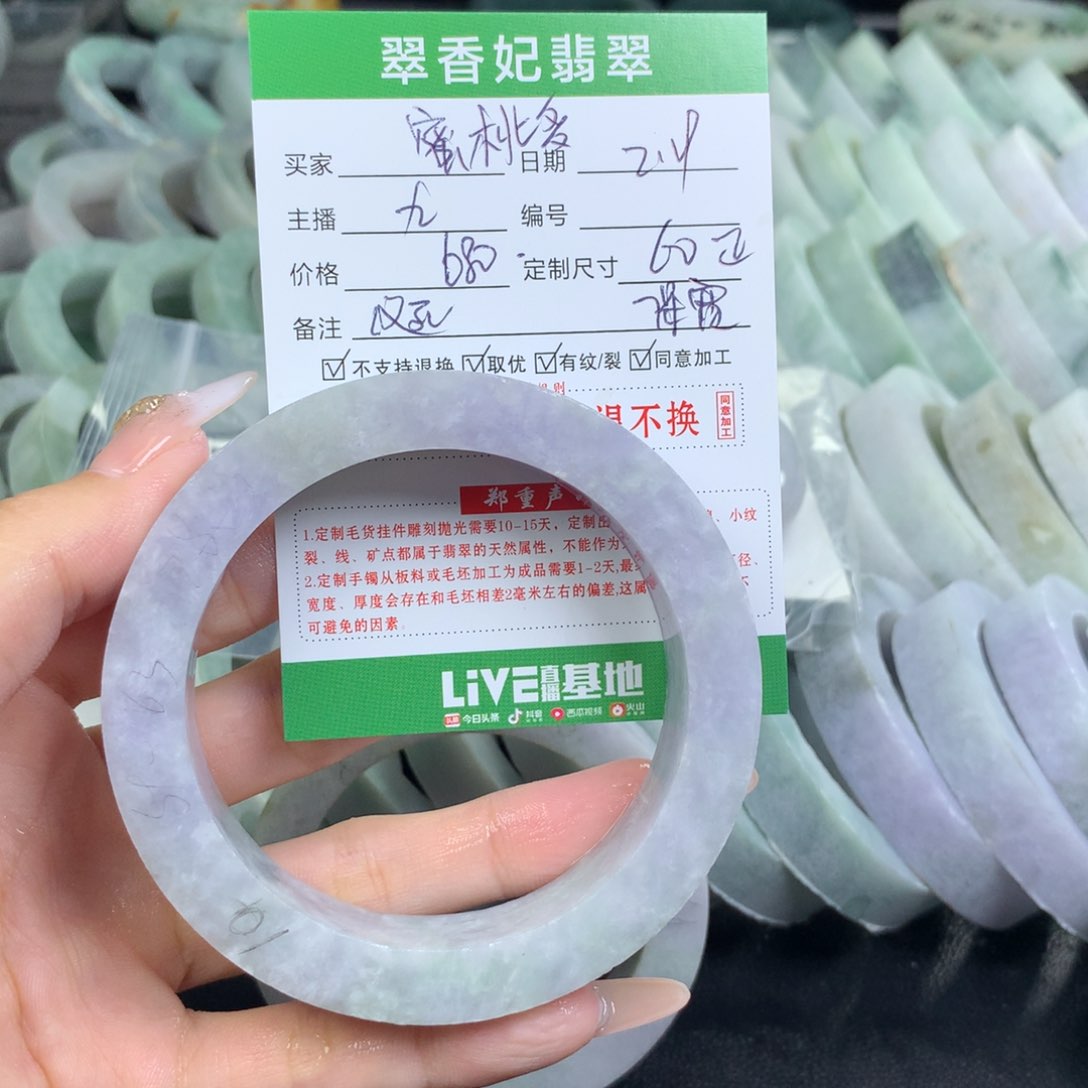 翠香妃翡翠
买家 蜜桃多 日期 2.14
主播 九 编号
价格 680. 定制尺寸 60正
备注
不支持退换 取优 有纹/裂 同意加工
退不换
同意加工
郑重声
1.定制毛货挂件雕刻抛光需要10-15天，定制出 小纹
裂、线、矿点都属于翡翠的天然属性，不能作为
2.定制手镯从板料或毛坯加工为成品需要1-2天,最 径、
宽度、厚度会存在和毛坯相差2毫米左右的偏差,这属 不
可避免的因素
LiVE直播基地
今日头条 抖音 西瓜视频 火山